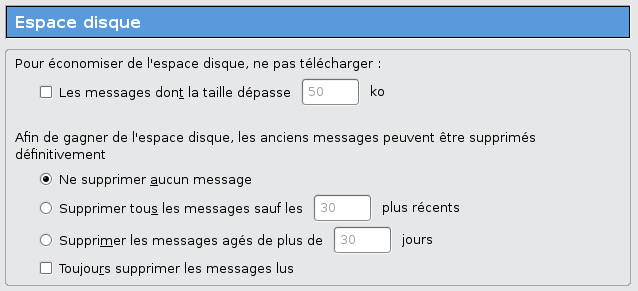 Espace disque
Pour économiser de l'espace disque, ne pas télécharger :
Les messages dont la taille dépasse 50 ko
Afin de gagner de l'espace disque, les anciens messages peuvent être supprimés
définitivement
Ne supprimer aucun message
Supprimer tous les messages sauf les 30 plus récents
Supprimer les messages agés de plus de 30 jours
Toujours supprimer les messages lus